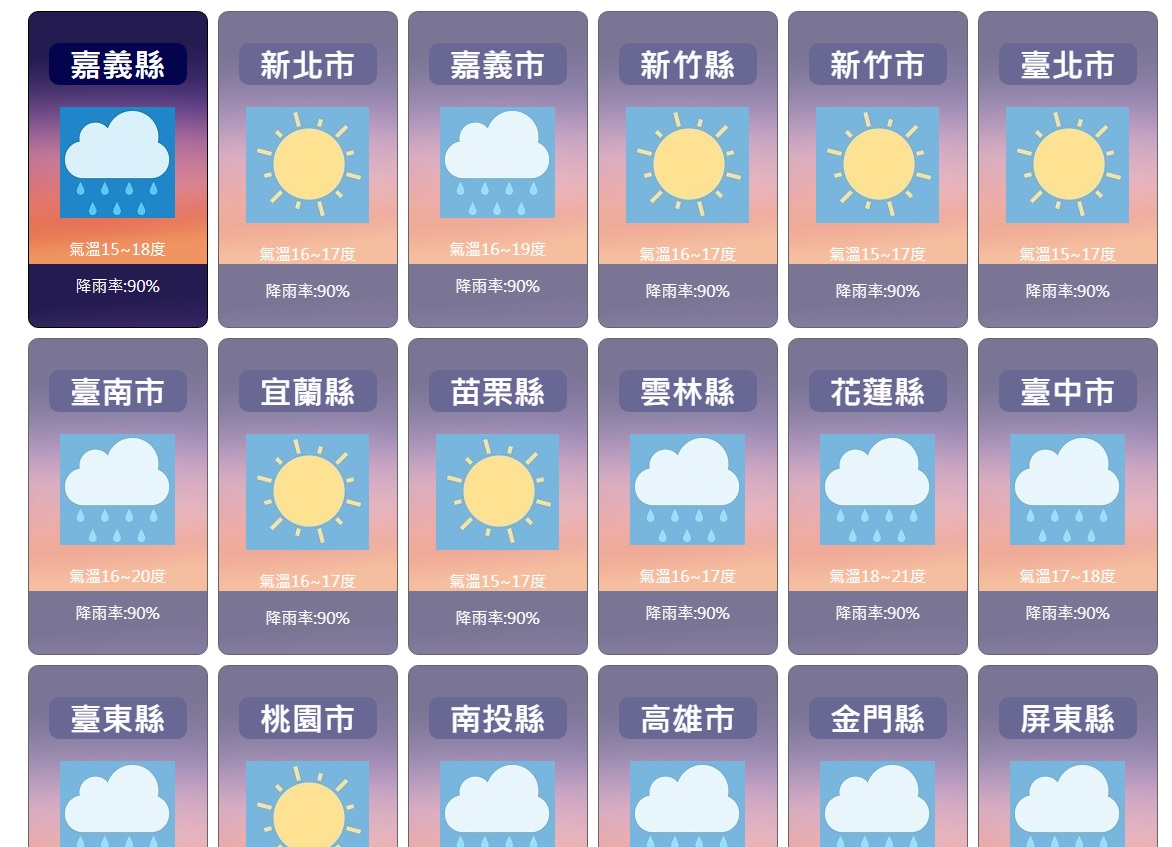 嘉義縣
氣溫15~18度
降雨率:90%
新北市
氣溫16~17度
降雨率:90%
嘉義市
氣溫16~19度
降雨率:90%
新竹縣
氣溫16~17度
降雨率:90%
新竹市
氣溫15~17度
降雨率:90%
臺北市
氣溫15~17度
降雨率:90%
臺南市
氣溫16~20度
降雨率:90%
宜蘭縣
氣溫16~17度
降雨率:90%
苗栗縣
氣溫15~17度
降雨率:90%
雲林縣
氣溫16~17度
降雨率:90%
花蓮縣
氣溫18~21度
降雨率:90%
臺中市
氣溫17~18度
降雨率:90%
臺東縣
桃園市
南投縣
高雄市
金門縣
屏東縣